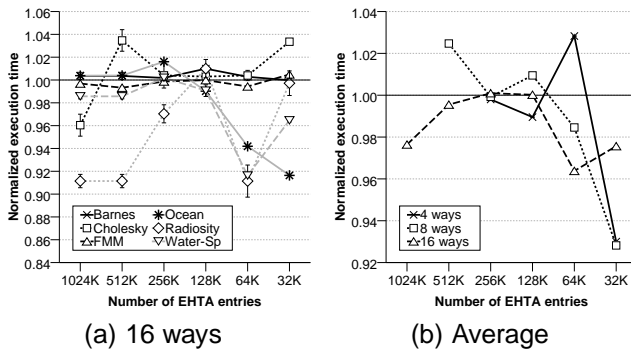 Normalized execution time
1.06
1.04
1.02
1.00
0.98
0.96
0.94
0.92
0.90
0.88
0.86
0.84
Barnes
Cholesky
FMM
Ocean
Radiosity
Water-Sp
1024K
512K
256K
128K
64K
32K
Number of EHTA entries
(a) 16 ways
Normalized execution time
1.04
1.02
1.00
0.98
0.96
0.94
0.92
4 ways
8 ways
16 ways
1024K
512K
256K
128K
64K
32K
Number of EHTA entries
(b) Average